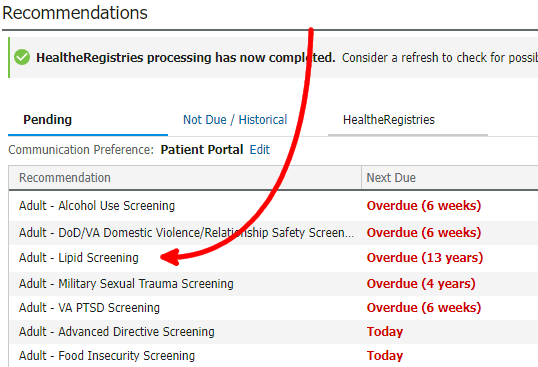 Recommendations
HealtheRegistries processing has now completed. Consider a refresh to check for possib
Pending Not Due / Historical HealtheRegistries
Communication Preference: Patient Portal Edit
Recommendation Next Due
Adult - Alcohol Use Screening Overdue (6 weeks)
Adult - DoD/VA Domestic Violence/Relationship Safety Screen... Overdue (6 weeks)
Adult - Lipid Screening Overdue (13 years)
Adult - Military Sexual Trauma Screening Overdue (4 years)
Adult - VA PTSD Screening Overdue (6 weeks)
Adult - Advanced Directive Screening Today
Adult - Food Insecurity Screening Today